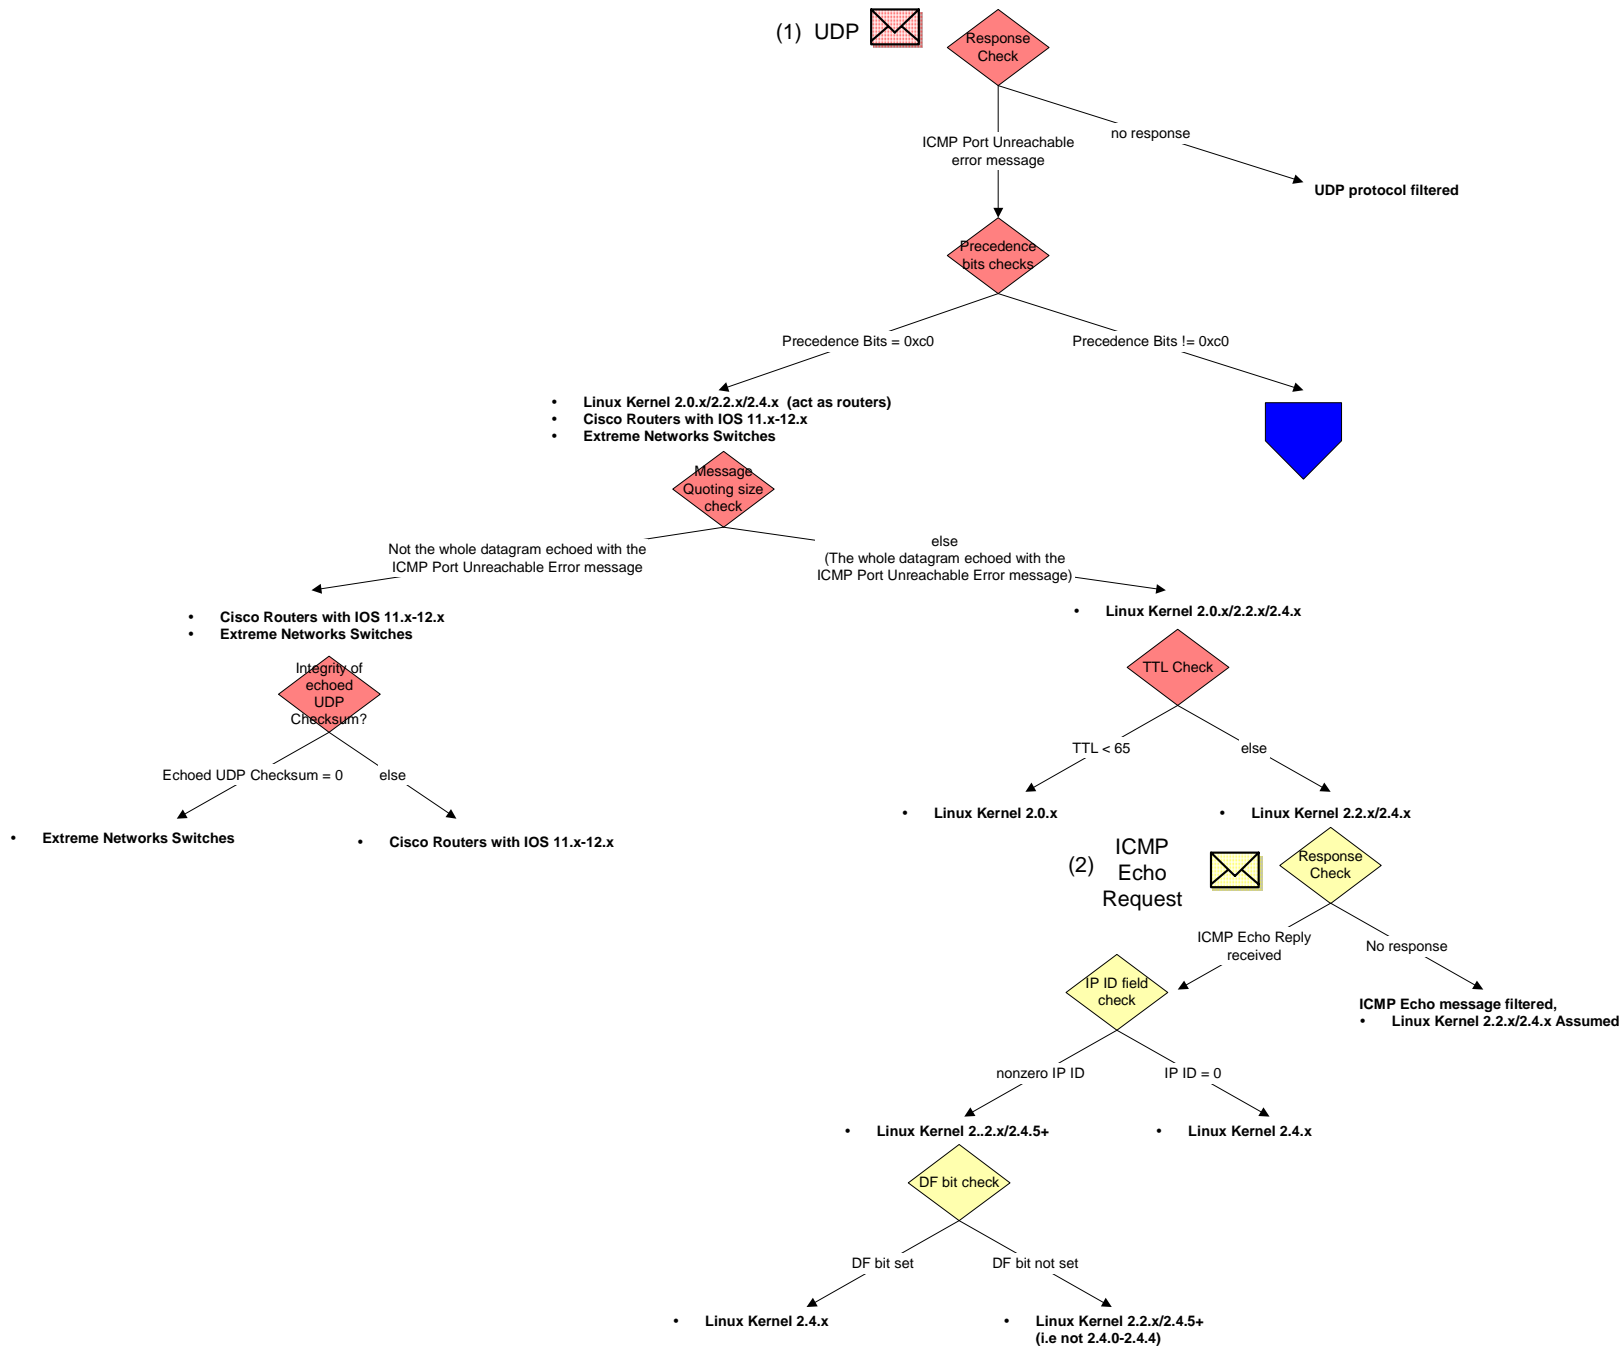 (1) UDP
Response
Check
ICMP Port Unreachable
error message
no response
UDP protocol filtered
Precedence
bits checks
Precedence Bits = 0xc0
Precedence Bits != 0xc0
• Linux Kernel 2.0.x/2.2.x/2.4.x (act as routers)
• Cisco Routers with IOS 11.x-12.x
• Extreme Networks Switches
Message
Quoting size
check
Not the whole datagram echoed with the
ICMP Port Unreachable Error message
else
(The whole datagram echoed with the
ICMP Port Unreachable Error message)
• Cisco Routers with IOS 11.x-12.x
• Extreme Networks Switches
• Linux Kernel 2.0.x/2.2.x/2.4.x
Integrity of
echoed
UDP
Checksum?
TTL Check
Echoed UDP Checksum = 0
else
TTL < 65
else
• Extreme Networks Switches
• Cisco Routers with IOS 11.x-12.x
• Linux Kernel 2.0.x
• Linux Kernel 2.2.x/2.4.x
(2) ICMP
Echo
Request
Response
Check
ICMP Echo Reply
received
No response
IP ID field
check
ICMP Echo message filtered,
• Linux Kernel 2.2.x/2.4.x Assumed
nonzero IP ID
IP ID = 0
• Linux Kernel 2..2.x/2.4.5+
• Linux Kernel 2.4.x
DF bit check
DF bit set
DF bit not set
• Linux Kernel 2.4.x
• Linux Kernel 2.2.x/2.4.5+
(i.e not 2.4.0-2.4.4)